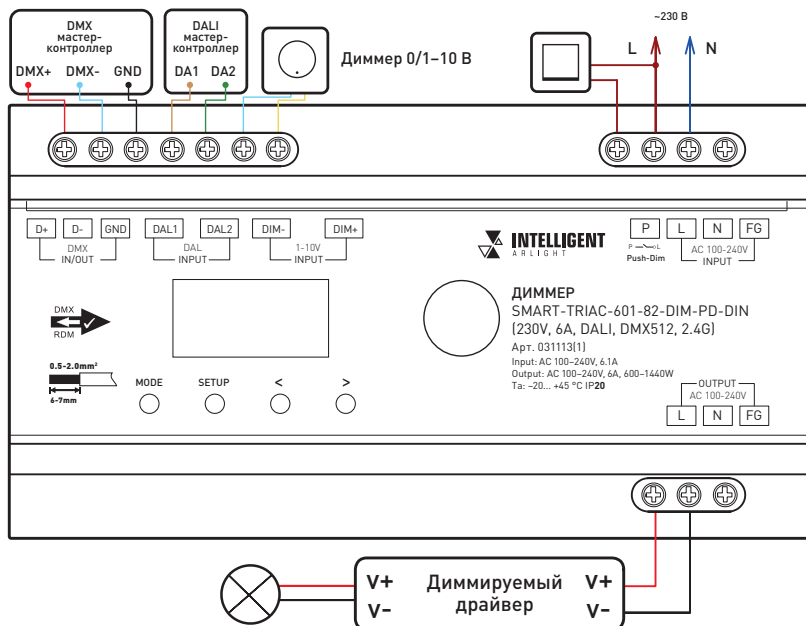 DMX
мастер-
контроллер
DMX+ DMX- GND
DALI
мастер-
контроллер
DA1 DA2
Диммер 0/1–10 В
~230 В
L N
D+ D- GND
DMX
IN/OUT
DAL1 DAL2
DAL
INPUT
DIM- DIM+
1-10V
INPUT
INTELLIGENT
ARLIGHT
P L N FG
P L
Push-Dim
AC 100-240V
INPUT
DMX
RDM
ДИММЕР
SMART-TRIAC-601-82-DIM-PD-DIN
(230V, 6A, DALI, DMX512, 2.4G)
Арт. 031113(1)
Input: AC 100–240V, 6.1A
Output: AC 100–240V, 6A, 600–1440W
Ta: –20... +45 °C IP20
0.5-2.0mm²
6-7mm
MODE SETUP < >
OUTPUT
AC 100-240V
L N FG
V+ Диммируемый V+
V– драйвер V–